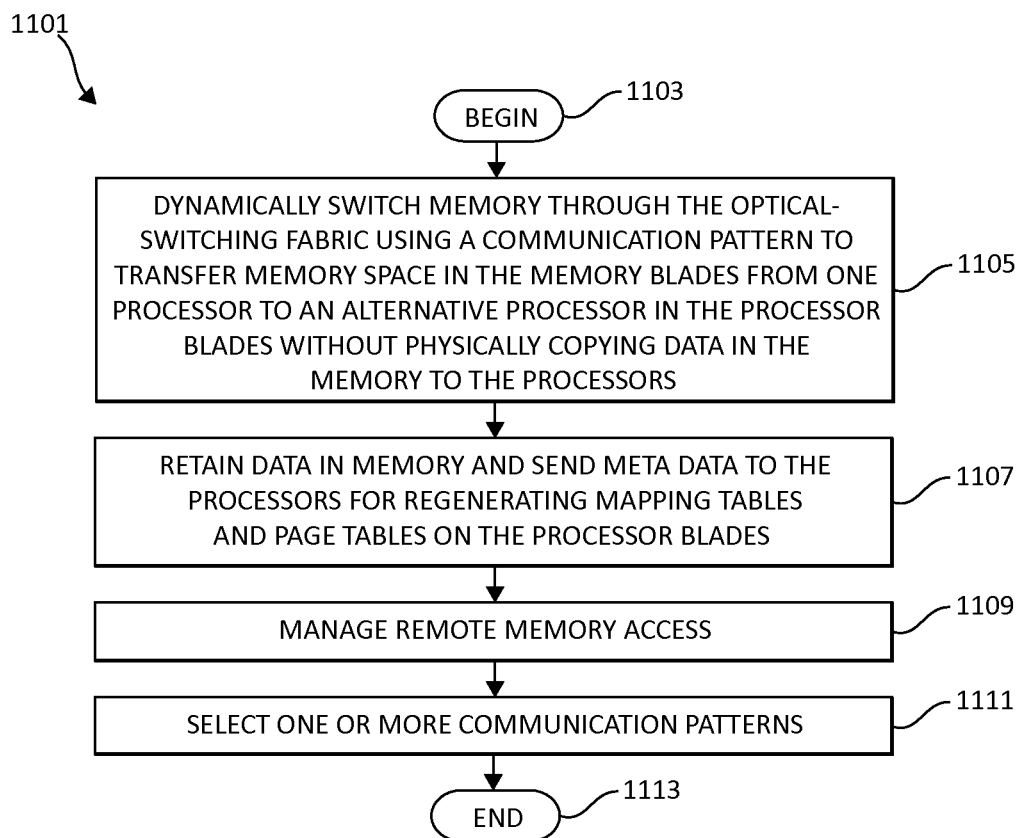 1101
BEGIN
1103
DYNAMICALLY SWITCH MEMORY THROUGH THE OPTICAL-
SWITCHING FABRIC USING A COMMUNICATION PATTERN TO
TRANSFER MEMORY SPACE IN THE MEMORY BLADES FROM ONE
PROCESSOR TO AN ALTERNATIVE PROCESSOR IN THE PROCESSOR
BLADES WITHOUT PHYSICALLY COPYING DATA IN THE
MEMORY TO THE PROCESSORS
1105
RETAIN DATA IN MEMORY AND SEND META DATA TO THE
PROCESSORS FOR REGENERATING MAPPING TABLES
AND PAGE TABLES ON THE PROCESSOR BLADES
1107
MANAGE REMOTE MEMORY ACCESS
1109
SELECT ONE OR MORE COMMUNICATION PATTERNS
1111
END
1113